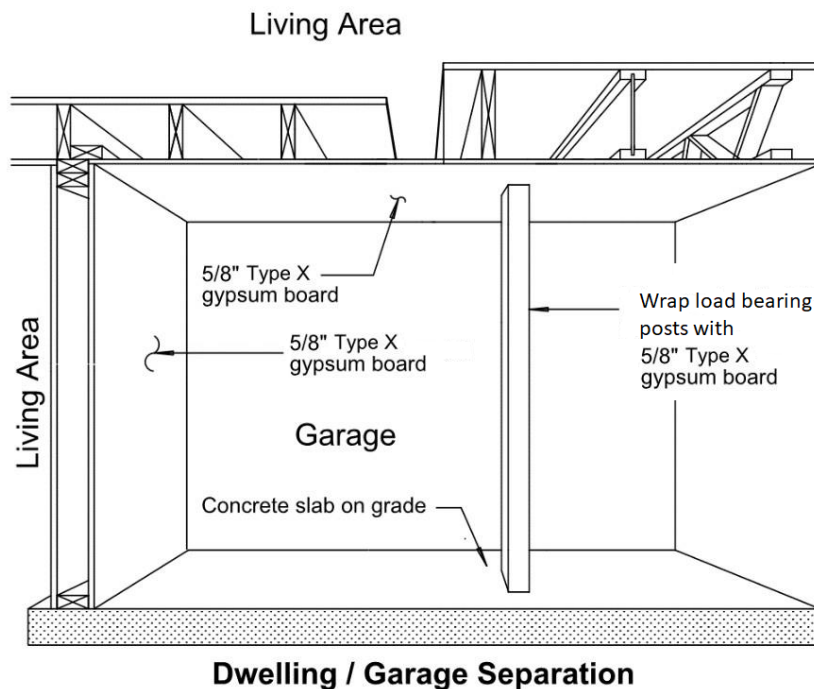 Living Area
5/8" Type X
gypsum board
5/8" Type X
gypsum board
Wrap load bearing
posts with
5/8" Type X
gypsum board
Living Area
Garage
Concrete slab on grade
Dwelling / Garage Separation